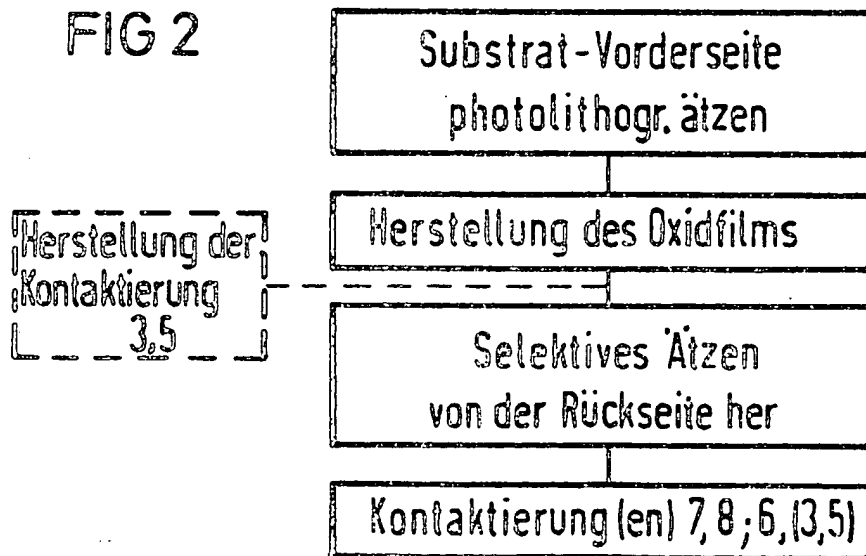 FIG 2
Substrat-Vorderseite
photolithogr. ätzen
Herstellung des Oxidfilms
Herstellung der
Kontaktierung
3,5
Selektives Ätzen
von der Rückseite her
Kontaktierung (en) 7, 8 ; 6, (3,5)